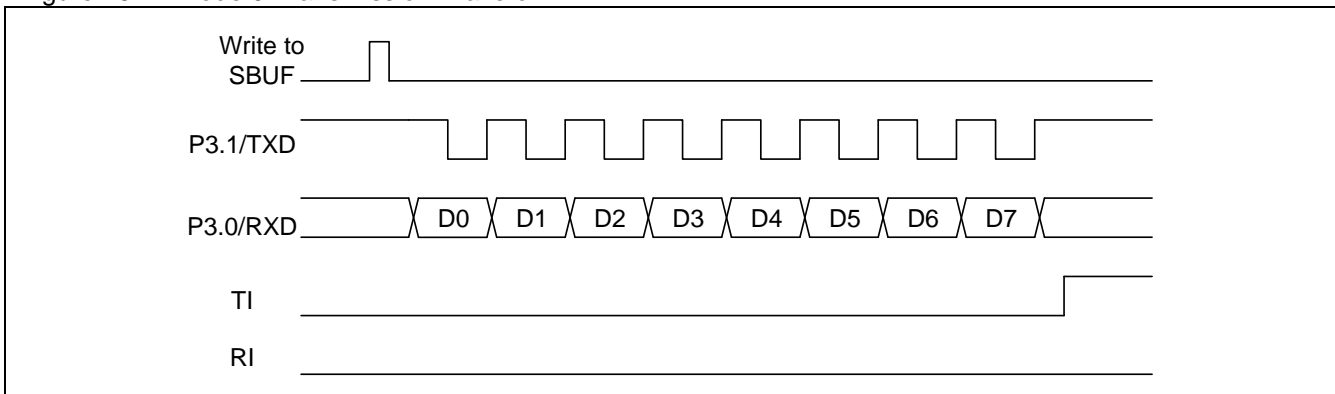 Write to
SBUF
P3.1/TXD
P3.0/RXD
D0 D1 D2 D3 D4 D5 D6 D7
TI
RI